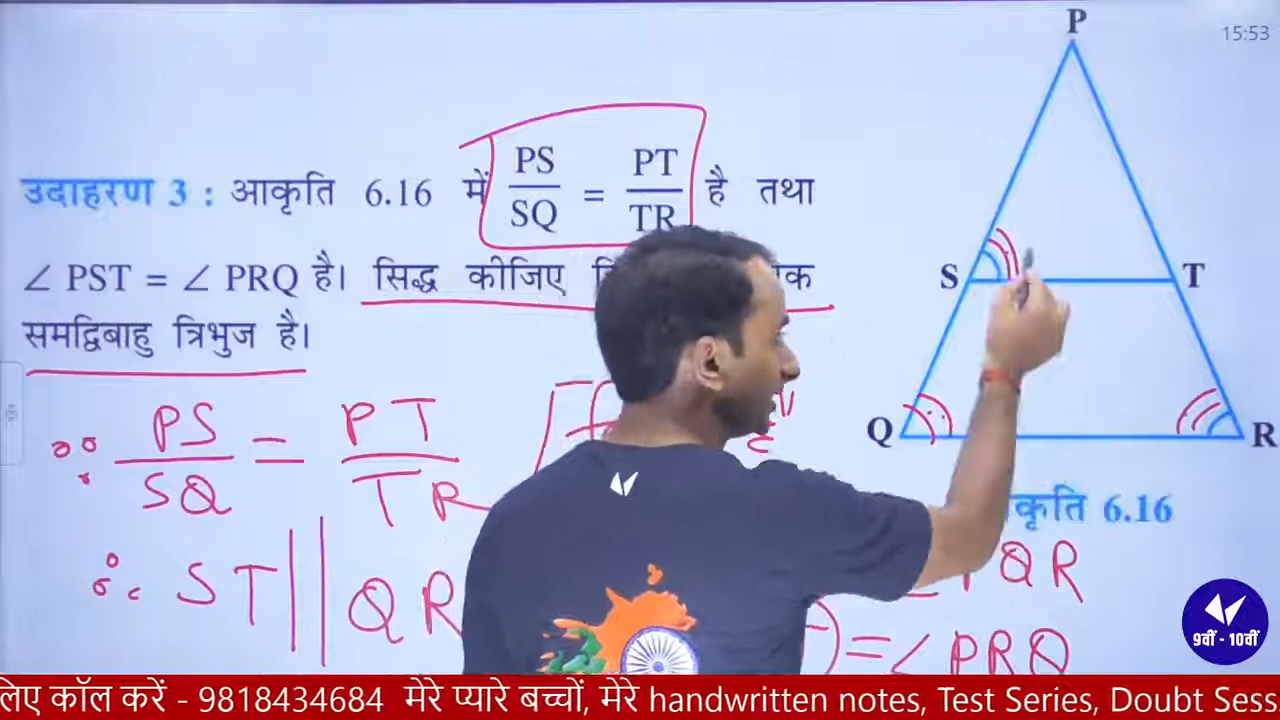 15:53
P
उदाहरण 3 : आकृति 6.16 में PS/SQ = PT/TR है तथा
∠ PST = ∠ PRQ है। सिद्ध कीजिए
समद्विबाहु त्रिभुज है।
S
T
Q
R
आकृति 6.16
∵ PS/SQ = PT/TR
∴ ST || QR
PQR
= ∠PRQ
9वीं - 10वीं
लिए कॉल करें - 9818434684 मेरे प्यारे बच्चों, मेरे handwritten notes, Test Series, Doubt Sess